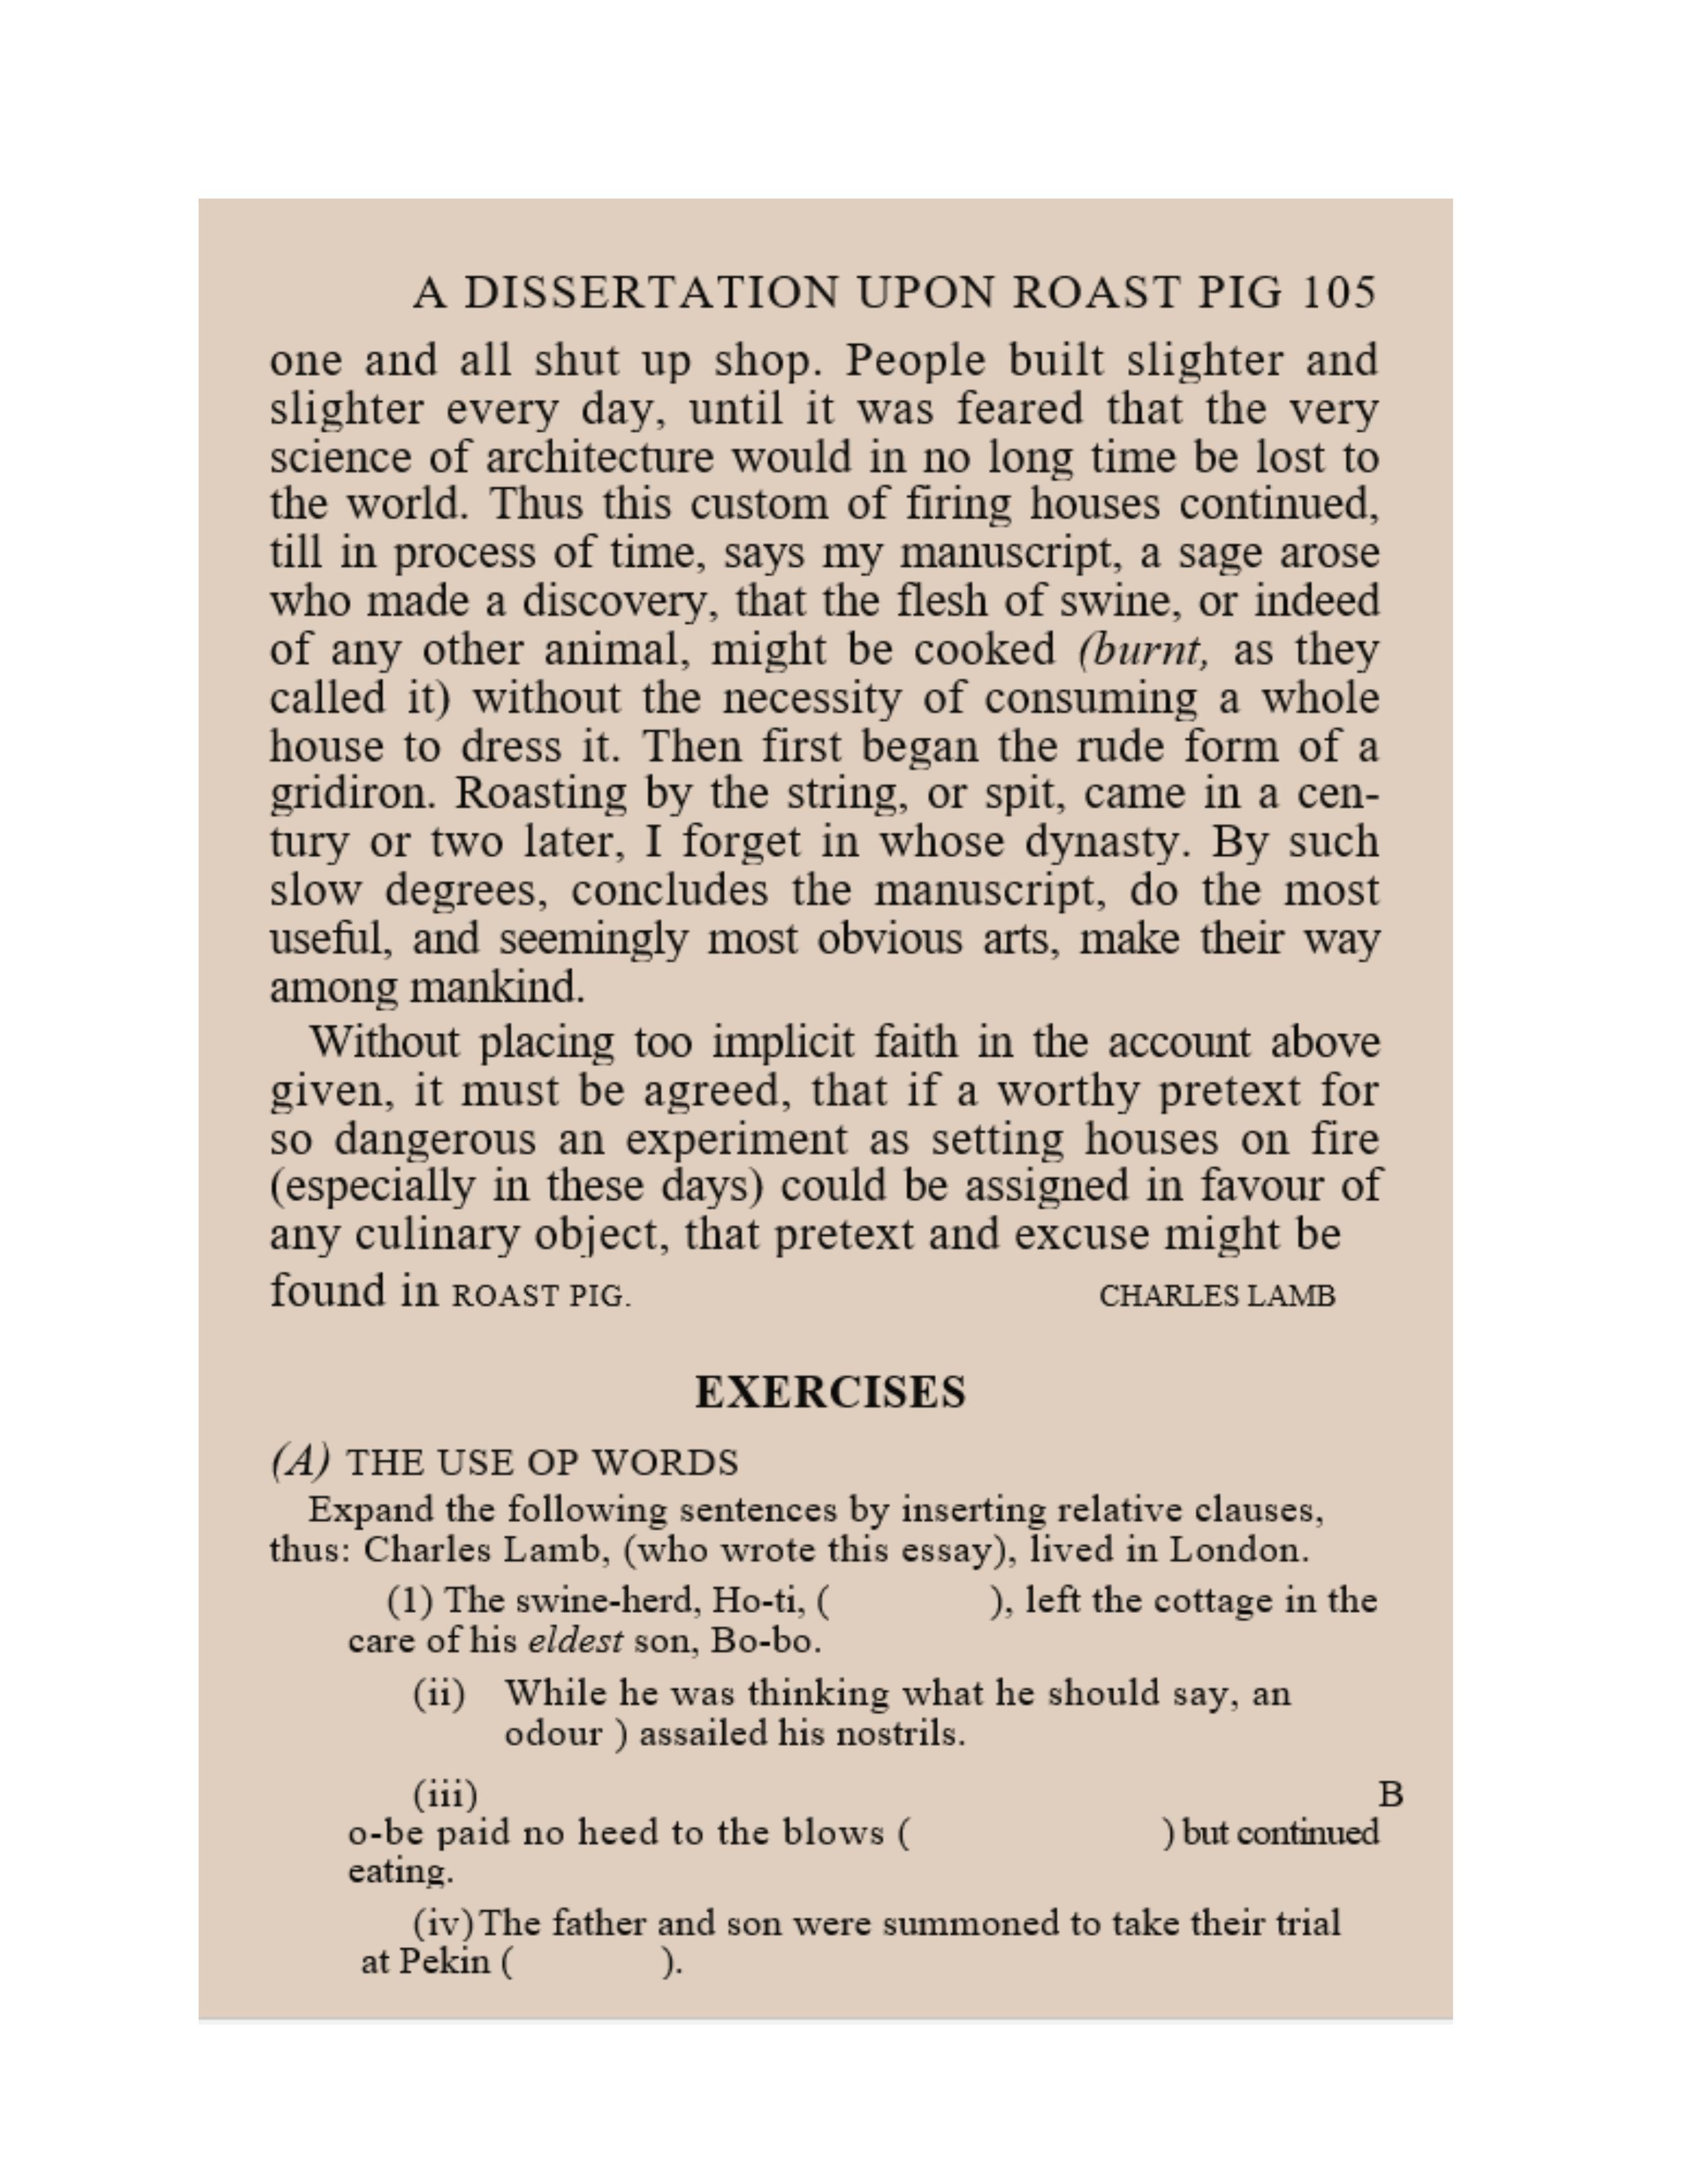 A DISSERTATION UPON ROAST PIG 105
one and all shut up shop. People built slighter and
slighter every day, until it was feared that the very
science of architecture would in no long time be lost to
the world. Thus this custom of firing houses continued,
till in process of time, says my manuscript, a sage arose
who made a discovery, that the flesh of swine, or indeed
of any other animal, might be cooked (burnt, as they
called it) without the necessity of consuming a whole
house to dress it. Then first began the rude form of a
gridiron. Roasting by the string, or spit, came in a cen-
tury or two later, I forget in whose dynasty. By such
slow degrees, concludes the manuscript, do the most
useful, and seemingly most obvious arts, make their way
among mankind.
Without placing too implicit faith in the account above
given, it must be agreed, that if a worthy pretext for
so dangerous an experiment as setting houses on fire
(especially in these days) could be assigned in favour of
any culinary object, that pretext and excuse might be
found in ROAST PIG. CHARLES LAMB
EXERCISES
(A) THE USE OP WORDS
Expand the following sentences by inserting relative clauses,
thus: Charles Lamb, (who wrote this essay), lived in London.
(1) The swine-herd, Ho-ti, ( ), left the cottage in the
care of his eldest son, Bo-bo.
(ii) While he was thinking what he should say, an
odour ) assailed his nostrils.
(iii) B
o-be paid no heed to the blows ( ) but continued
eating.
(iv) The father and son were summoned to take their trial
at Pekin ( ).